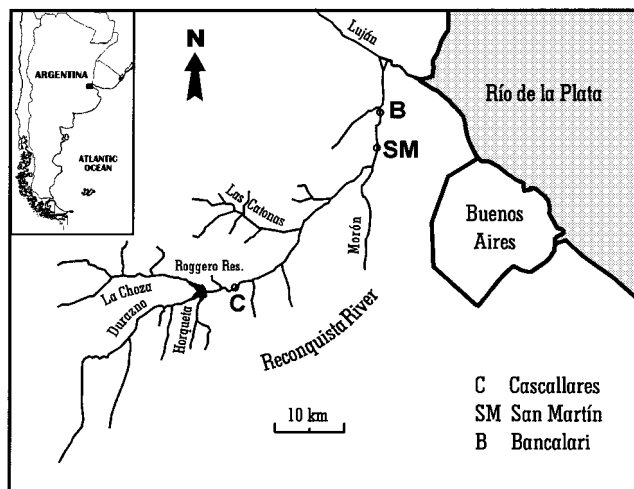 ARGENTINA
ATLANTIC
OCEAN
N
Luján
Río de la Plata
B
SM
Las Catonas
Morón
Buenos
Aires
Roggero Res.
La Choza
Durazno
Horqueta
C
Reconquista River
10 km
C Cascallares
SM San Martín
B Bancalari